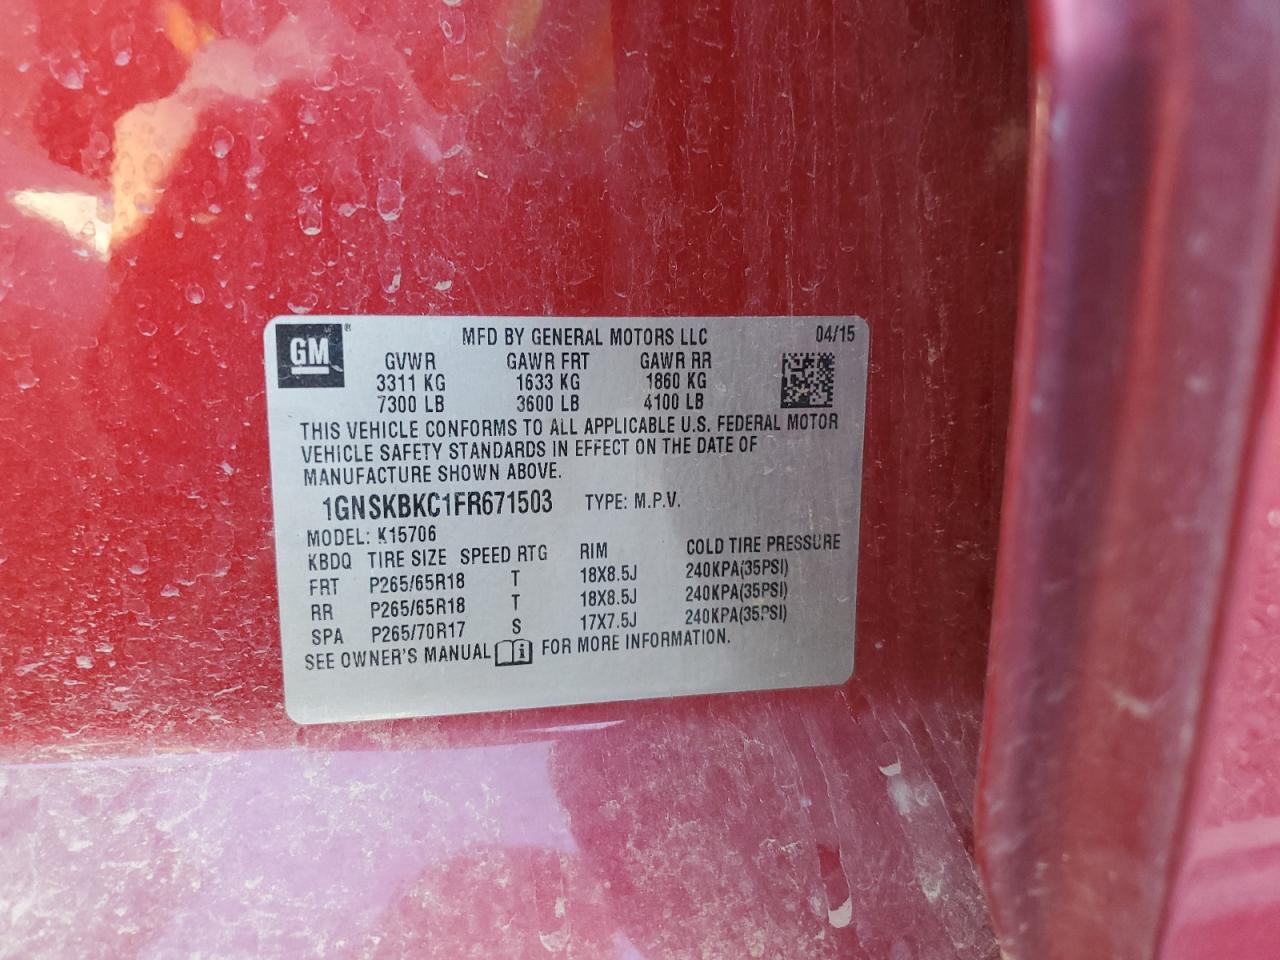 GM ® MFD BY GENERAL MOTORS LLC 04/15
GVWR GAWR FRT GAWR RR
3311 KG 1633 KG 1860 KG
7300 LB 3600 LB 4100 LB
THIS VEHICLE CONFORMS TO ALL APPLICABLE U.S. FEDERAL MOTOR
VEHICLE SAFETY STANDARDS IN EFFECT ON THE DATE OF
MANUFACTURE SHOWN ABOVE.
1GNSKBKC1FR671503 TYPE: M.P.V.
MODEL: K15706
KBDQ TIRE SIZE SPEED RTG RIM COLD TIRE PRESSURE
FRT P265/65R18 T 18X8.5J 240KPA(35PSI)
RR P265/65R18 T 18X8.5J 240KPA(35PSI)
SPA P265/70R17 S 17X7.5J 240KPA(35PSI)
SEE OWNER'S MANUAL i FOR MORE INFORMATION.